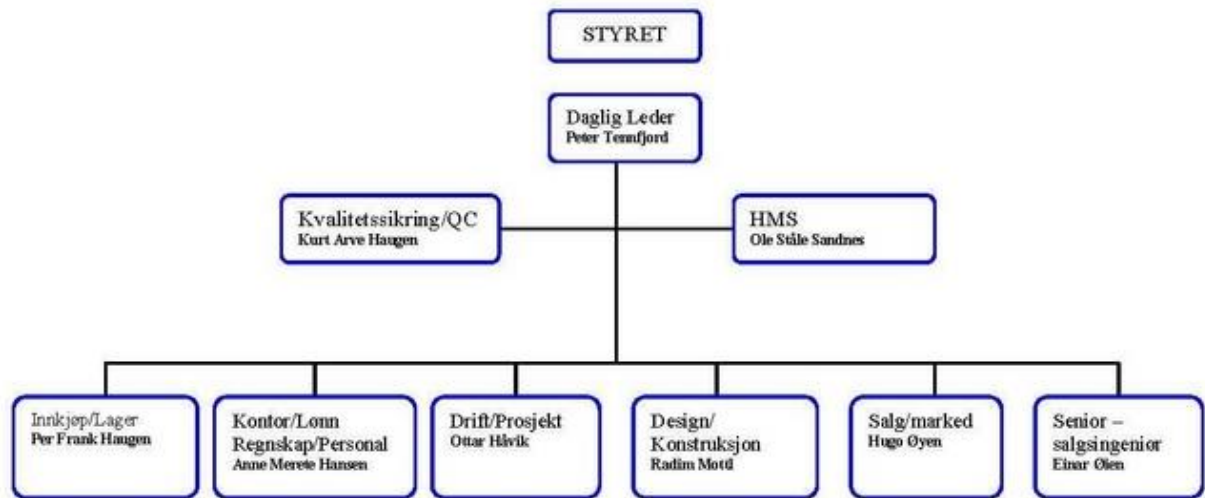 STYRET
Daglig Leder
Peter Tennfjord
Kvalitetssikring/QC
Kurt Arve Haugen
HMS
Ole Ståle Sandnes
Innkjøp/Lager
Per Frank Haugen
Kontor/Lønn
Regnskap/Personal
Anne Merete Hansen
Drift/Prosjekt
Ottar Håvik
Design/
Konstruksjon
Radim Motil
Salg/marked
Hugo Øyen
Senior –
salgsingeniør
Einar Øien